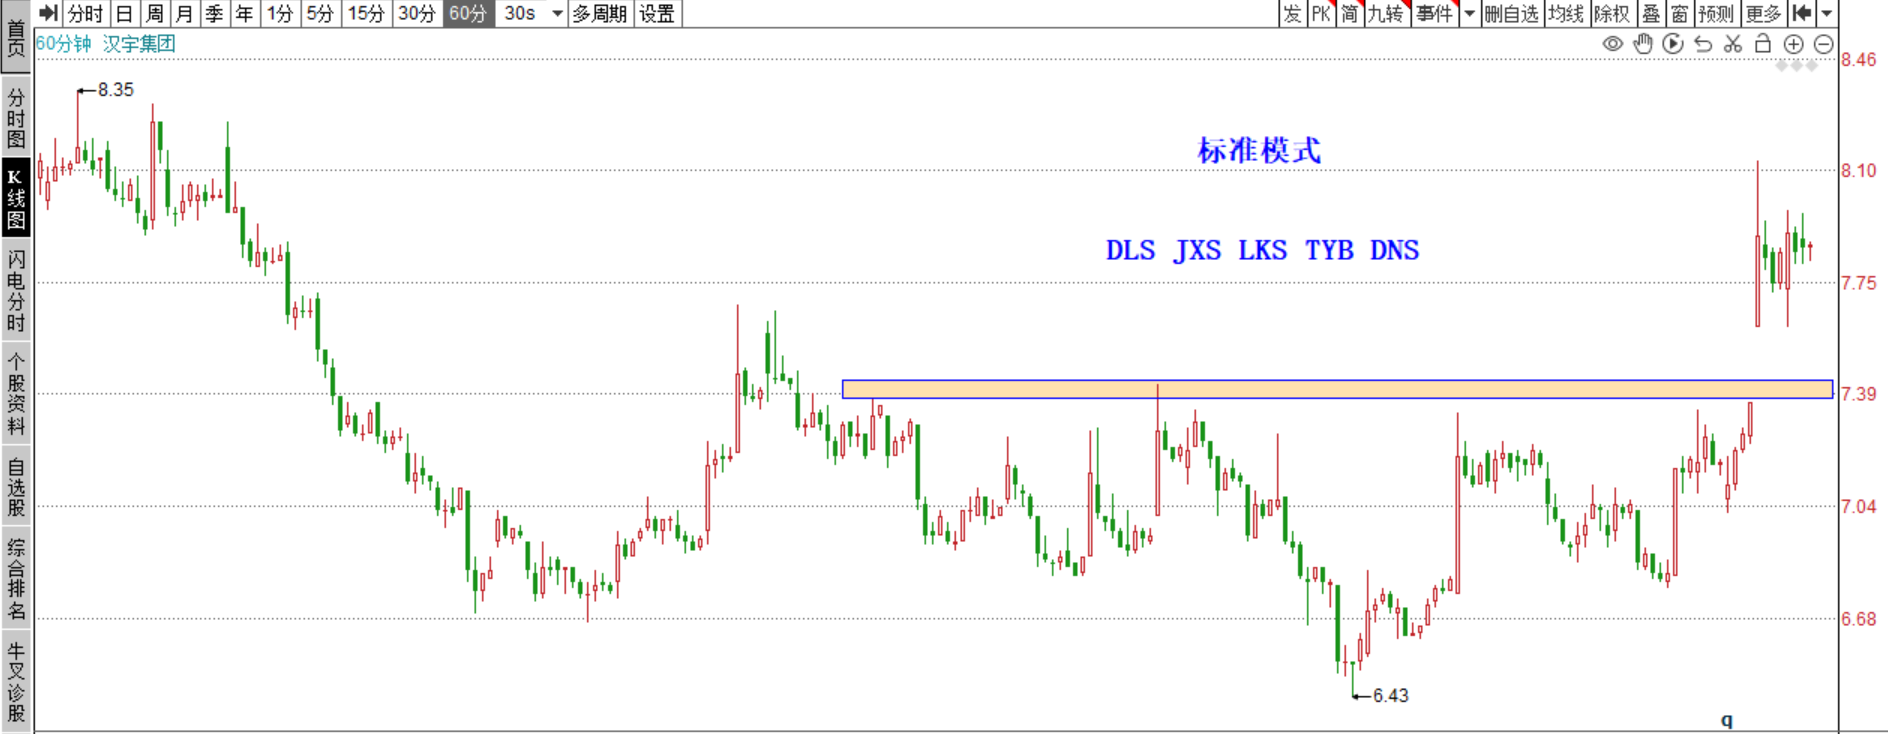 分时 日 周 月 季 年 1分 5分 15分 30分 60分 30s 多周期 设置 发 PK 简 九转 事件 删自选 均线 除权 叠 窗 预测 更多
首页
分时图
K线图
闪电分时
个股资料
自选股
综合排名
牛叉诊股
60分钟 汉宇集团
8.35
标准模式
DLS JXS LKS TYB DNS
6.43
q
8.46
8.10
7.75
7.39
7.04
6.68